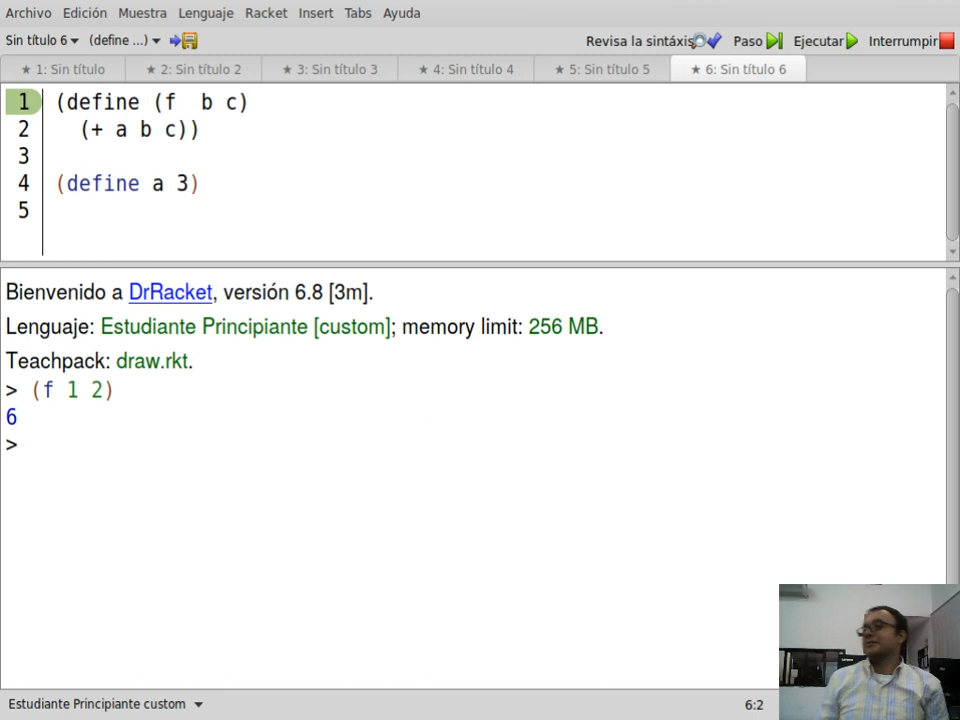 Archivo Edición Muestra Lenguaje Racket Insert Tabs Ayuda
Sin título 6 (define ...) Revisa la sintáxis Paso Ejecutar Interrumpir
★ 1: Sin título ★ 2: Sin título 2 ★ 3: Sin título 3 ★ 4: Sin título 4 ★ 5: Sin título 5 ★ 6: Sin título 6
1 (define (f  b c)
2   (+ a b c))
3
4 (define a 3)
5
Bienvenido a DrRacket, versión 6.8 [3m].
Lenguaje: Estudiante Principiante [custom]; memory limit: 256 MB.
Teachpack: draw.rkt.
> (f 1 2)
6
>
Estudiante Principiante custom 6:2